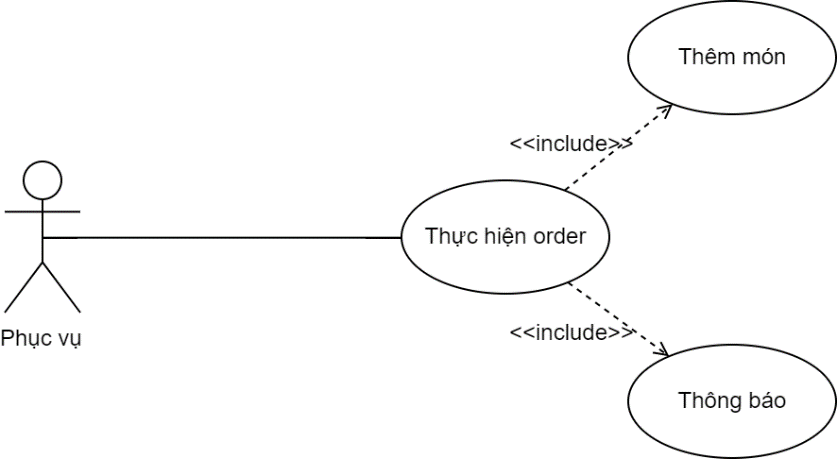 Thêm món
<<include>>
Thực hiện order
Phục vụ
<<include>>
Thông báo